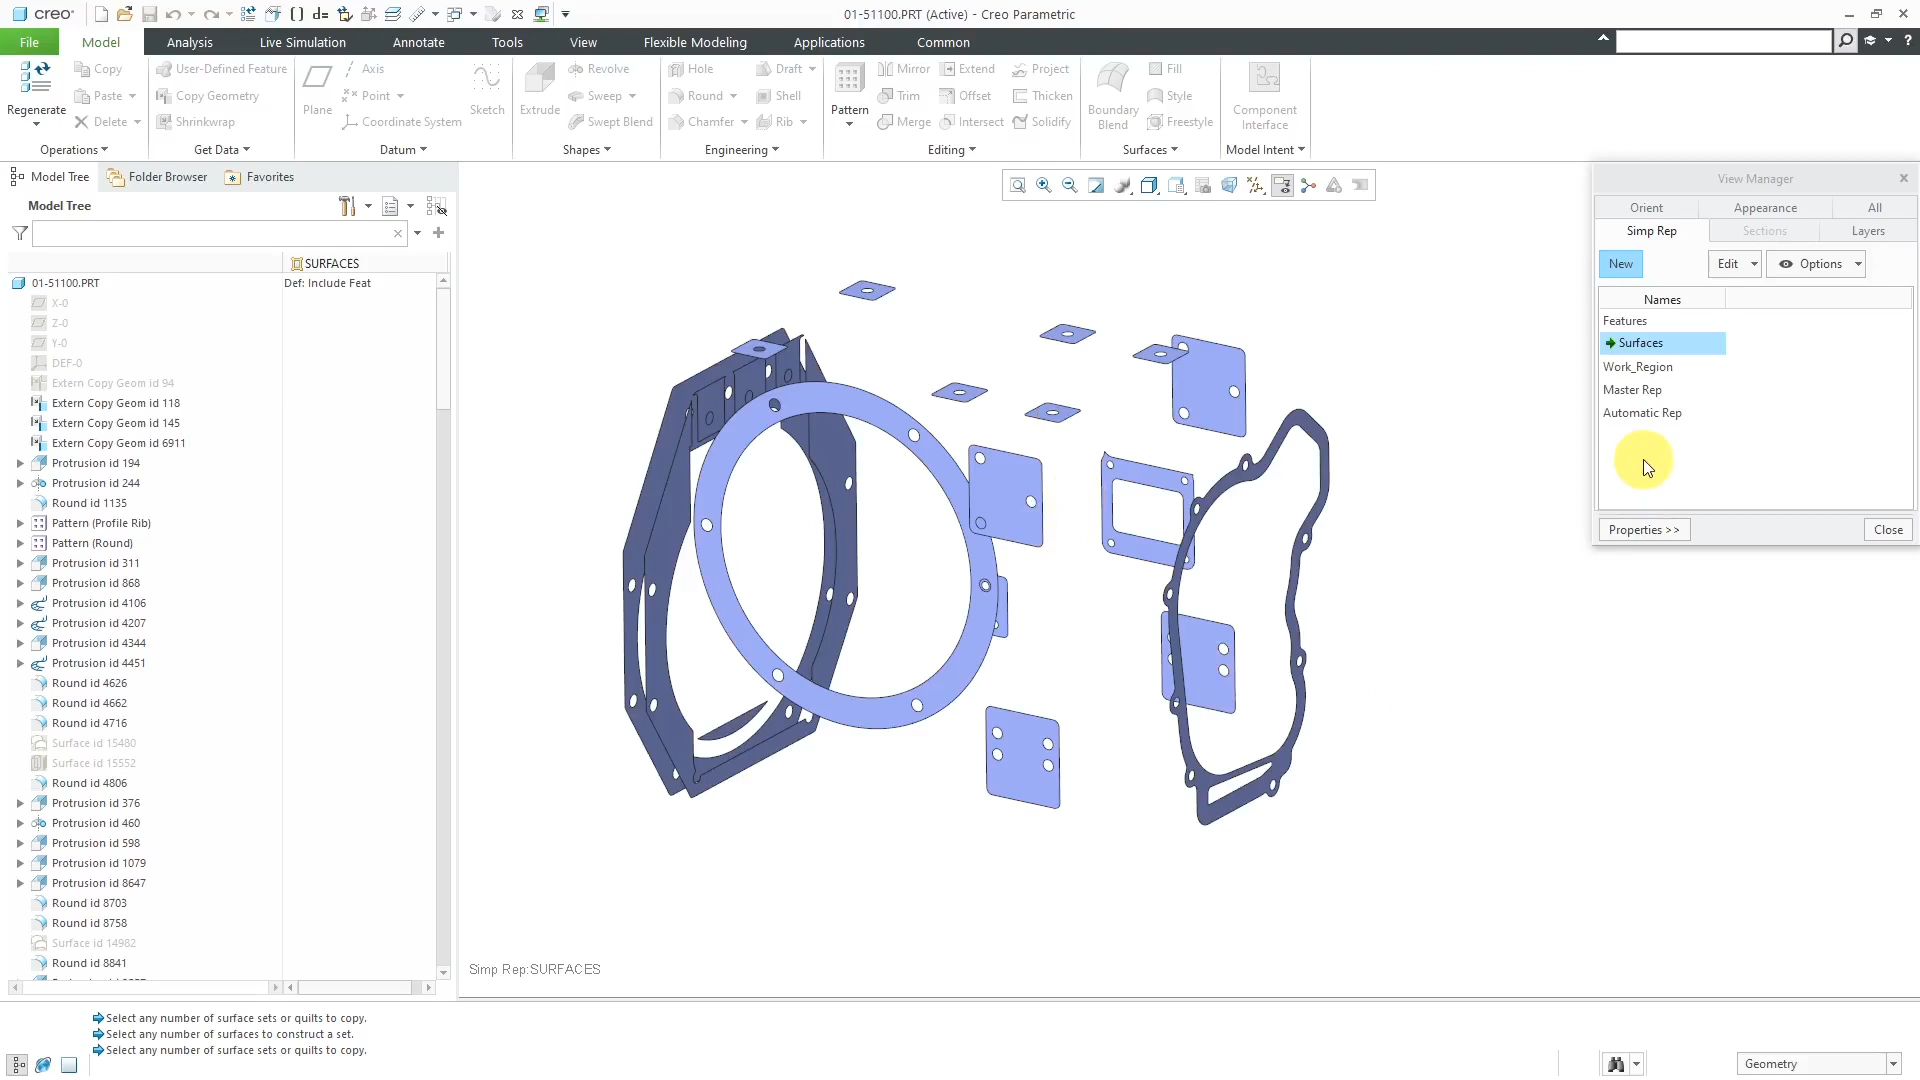 creo
01-51100.PRT (Active) - Creo Parametric
File
Model
Analysis
Live Simulation
Annotate
Tools
View
Flexible Modeling
Applications
Common
Regenerate
Copy
Paste
Delete
Operations
User-Defined Feature
Copy Geometry
Shrinkwrap
Get Data
Plane
Axis
Point
Coordinate System
Sketch
Datum
Extrude
Revolve
Sweep
Swept Blend
Shapes
Hole
Round
Chamfer
Draft
Shell
Rib
Engineering
Pattern
Mirror
Trim
Merge
Extend
Offset
Intersect
Project
Thicken
Solidify
Editing
Boundary
Blend
Fill
Style
Freestyle
Surfaces
Component
Interface
Model Intent
Model Tree
Folder Browser
Favorites
Model Tree
SURFACES
01-51100.PRT
Def: Include Feat
X-0
Z-0
Y-0
DEF-0
Extern Copy Geom id 94
Extern Copy Geom id 118
Extern Copy Geom id 145
Extern Copy Geom id 6911
Protrusion id 194
Protrusion id 244
Round id 1135
Pattern (Profile Rib)
Pattern (Round)
Protrusion id 311
Protrusion id 868
Protrusion id 4106
Protrusion id 4207
Protrusion id 4344
Protrusion id 4451
Round id 4626
Round id 4662
Round id 4716
Surface id 15480
Surface id 15552
Round id 4806
Protrusion id 376
Protrusion id 460
Protrusion id 598
Protrusion id 1079
Protrusion id 8647
Round id 8703
Round id 8758
Surface id 14982
Round id 8841
Simp Rep:SURFACES
View Manager
Orient
Appearance
All
Simp Rep
Sections
Layers
New
Edit
Options
Names
Features
Surfaces
Work_Region
Master Rep
Automatic Rep
Properties >>
Close
Select any number of surface sets or quilts to copy.
Select any number of surfaces to construct a set.
Select any number of surface sets or quilts to copy.
Geometry